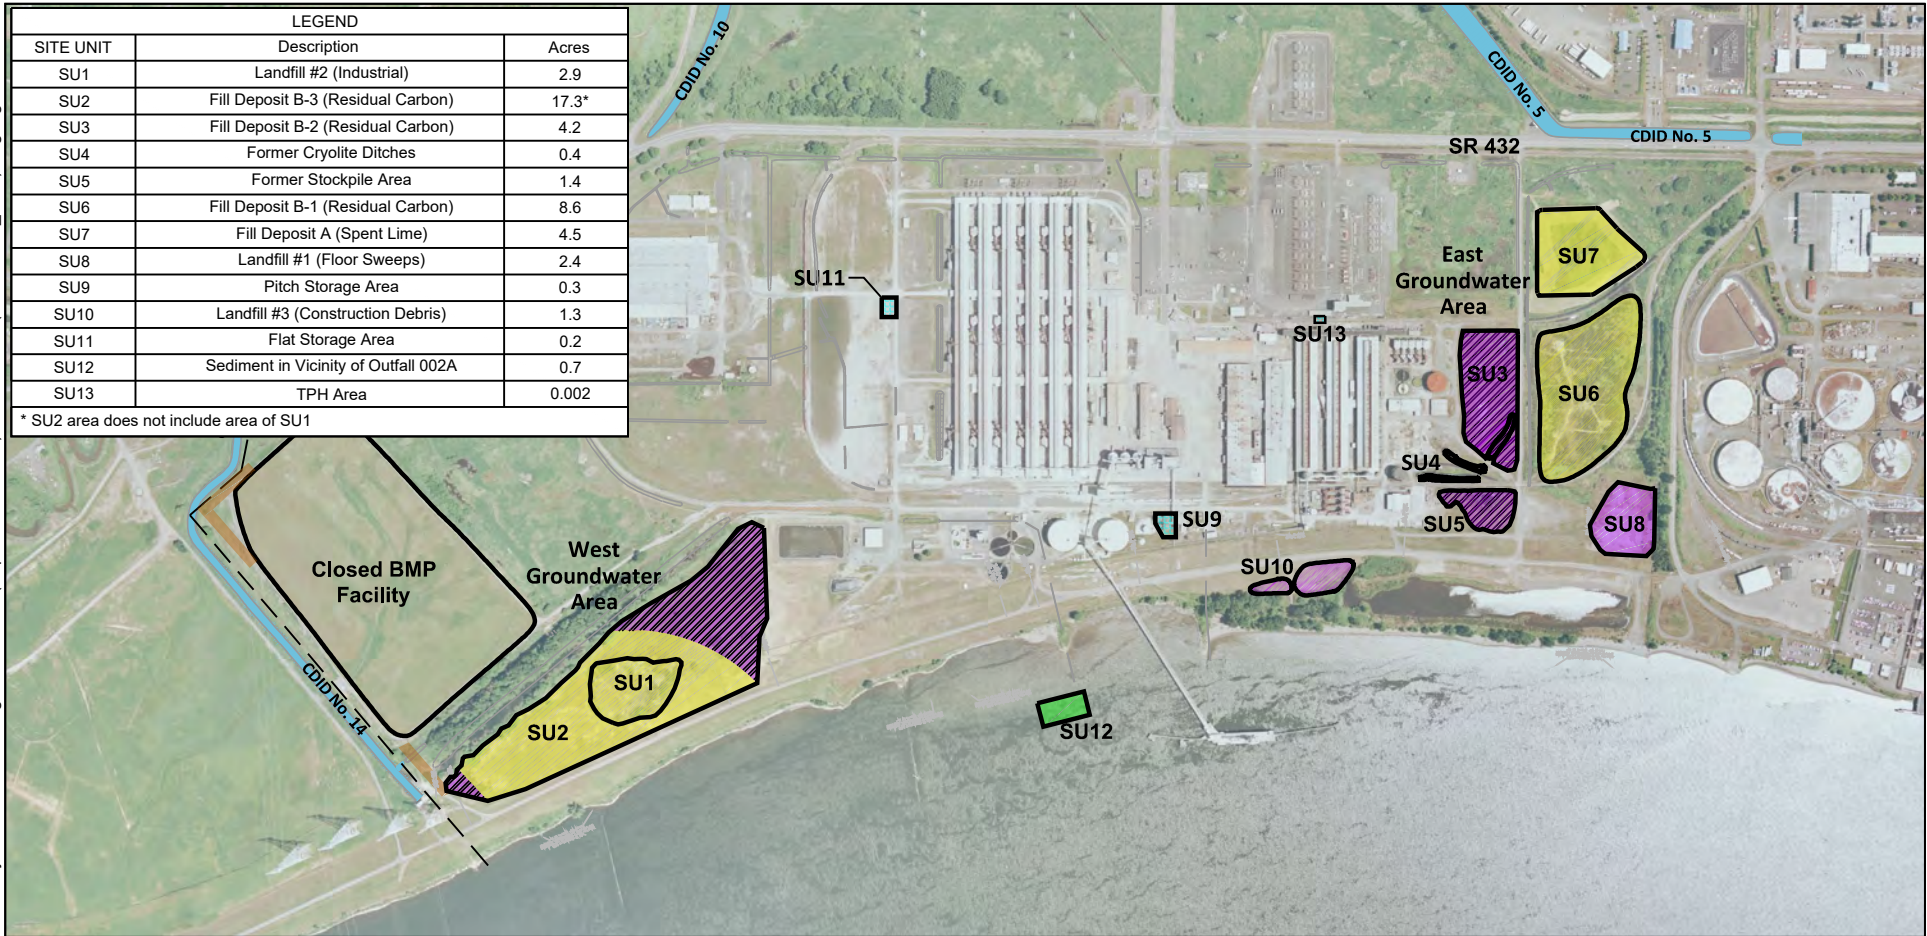 LEGEND
SITE UNIT Description Acres
SU1 Landfill #2 (Industrial) 2.9
SU2 Fill Deposit B-3 (Residual Carbon) 17.3*
SU3 Fill Deposit B-2 (Residual Carbon) 4.2
SU4 Former Cryolite Ditches 0.4
SU5 Former Stockpile Area 1.4
SU6 Fill Deposit B-1 (Residual Carbon) 8.6
SU7 Fill Deposit A (Spent Lime) 4.5
SU8 Landfill #1 (Floor Sweeps) 2.4
SU9 Pitch Storage Area 0.3
SU10 Landfill #3 (Construction Debris) 1.3
SU11 Flat Storage Area 0.2
SU12 Sediment in Vicinity of Outfall 002A 0.7
SU13 TPH Area 0.002
* SU2 area does not include area of SU1
CDID No. 10
CDID No. 5
CDID No. 5
SR 432
SU7
East
Groundwater
Area
SU11
SU13
SU3
SU6
SU4
SU9
SU5
SU8
SU10
West
Groundwater
Area
Closed BMP
Facility
SU1
CDID No. 14
SU2
SU12